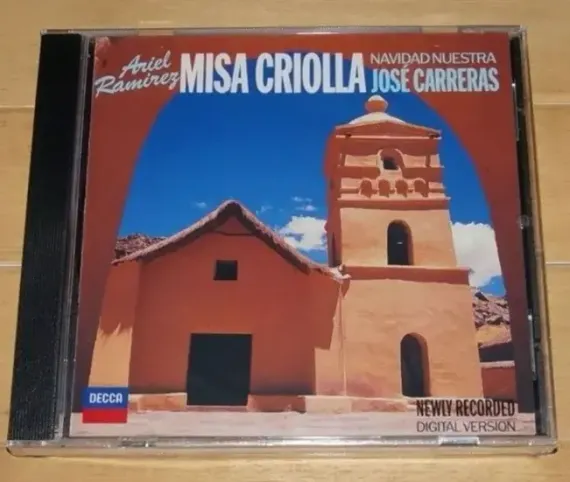 Ariel
Ramirez
MISA CRIOLLA
NAVIDAD NUESTRA
JOSÉ CARRERAS
DECCA
NEWLY RECORDED
DIGITAL VERSION